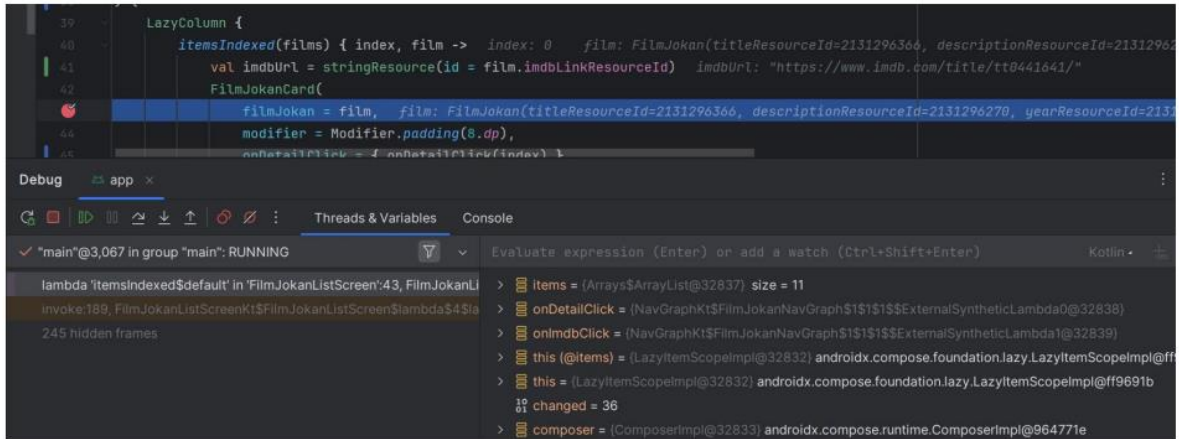 39 LazyColumn {
40 itemsIndexed(films) { index, film -> index: 0 film: FilmJokan(titleResourceId=2131296366, descriptionResourceId=21312962
41 val imdbUrl = stringResource(id = film.imdbLinkResourceId) imdbUrl: "https://www.imdb.com/title/tt0441641/"
42 FilmJokanCard(
filmJokan = film, film: FilmJokan(titleResourceId=2131296366, descriptionResourceId=2131296270, yearResourceId=2131
44 modifier = Modifier.padding(8.dp),
45 onDetailClick = { onDetailClick(index) }
Debug app
Threads & Variables Console
"main"@3,067 in group "main": RUNNING
Evaluate expression (Enter) or add a watch (Ctrl+Shift+Enter) Kotlin
lambda 'itemsIndexed$default' in 'FilmJokanListScreen':43, FilmJokanLi
invoke:189, FilmJokanListScreenKt$FilmJokanListScreen$lambda$4$la
245 hidden frames
items = {Arrays$ArrayList@32837} size = 11
onDetailClick = {NavGraphKt$FilmJokanNavGraph$1$1$1$$ExternalSyntheticLambda0@32838}
onImdbClick = {NavGraphKt$FilmJokanNavGraph$1$1$1$$ExternalSyntheticLambda1@32839}
this (@items) = {LazyItemScopeImpl@32832} androidx.compose.foundation.lazy.LazyItemScopeImpl@ff9
this = {LazyItemScopeImpl@32832} androidx.compose.foundation.lazy.LazyItemScopeImpl@ff9691b
changed = 36
composer = {ComposerImpl@32833} androidx.compose.runtime.ComposerImpl@964771e